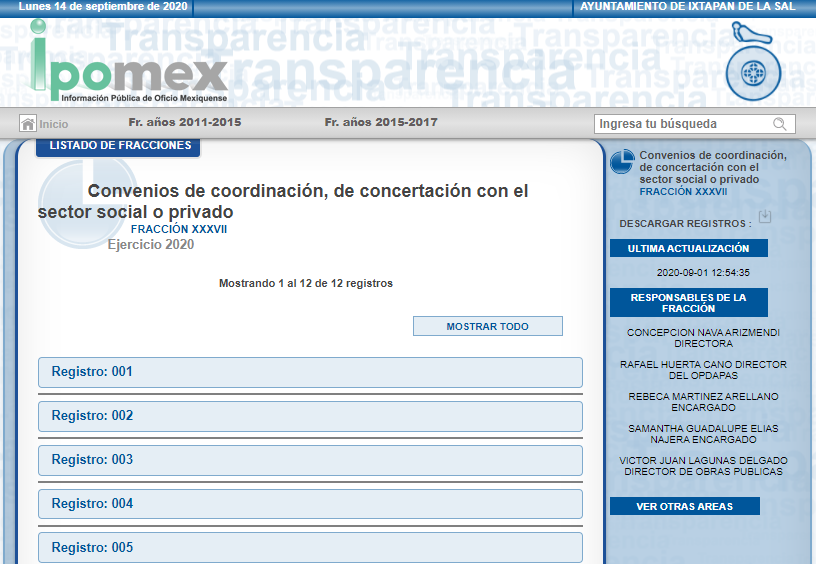 Lunes 14 de septiembre de 2020
AYUNTAMIENTO DE IXTAPAN DE LA SAL
Transparencia
Transparencia
Transparencia
Transparencia
ipomex
Información Pública de Oficio Mexiquense
Inicio
Fr. años 2011-2015
Fr. años 2015-2017
Ingresa tu búsqueda
LISTADO DE FRACCIONES
Convenios de coordinación, de concertación con el
sector social o privado
FRACCIÓN XXXVII
Ejercicio 2020
Mostrando 1 al 12 de 12 registros
MOSTRAR TODO
Registro: 001
Registro: 002
Registro: 003
Registro: 004
Registro: 005
Convenios de coordinación,
de concertación con el
sector social o privado
FRACCIÓN XXXVII
DESCARGAR REGISTROS :
ULTIMA ACTUALIZACIÓN
2020-09-01 12:54:35
RESPONSABLES DE LA
FRACCIÓN
CONCEPCION NAVA ARIZMENDI
DIRECTORA
RAFAEL HUERTA CANO DIRECTOR
DEL OPDAPAS
REBECA MARTINEZ ARELLANO
ENCARGADO
SAMANTHA GUADALUPE ELIAS
NAJERA ENCARGADO
VICTOR JUAN LAGUNAS DELGADO
DIRECTOR DE OBRAS PUBLICAS
VER OTRAS AREAS